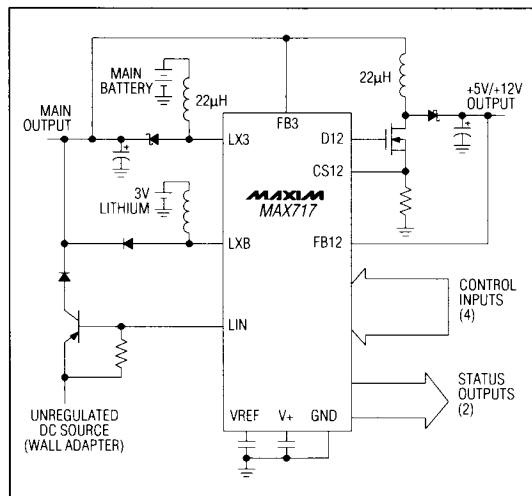 MAIN
BATTERY
22µH
22µH
+5V/+12V
OUTPUT
MAIN
OUTPUT
FB3
LX3
D12
CS12
MAXIM
MAX717
3V
LITHIUM
LXB
FB12
CONTROL
INPUTS
(4)
LIN
STATUS
OUTPUTS
(2)
UNREGULATED
DC SOURCE
(WALL ADAPTER)
VREF
V+
GND